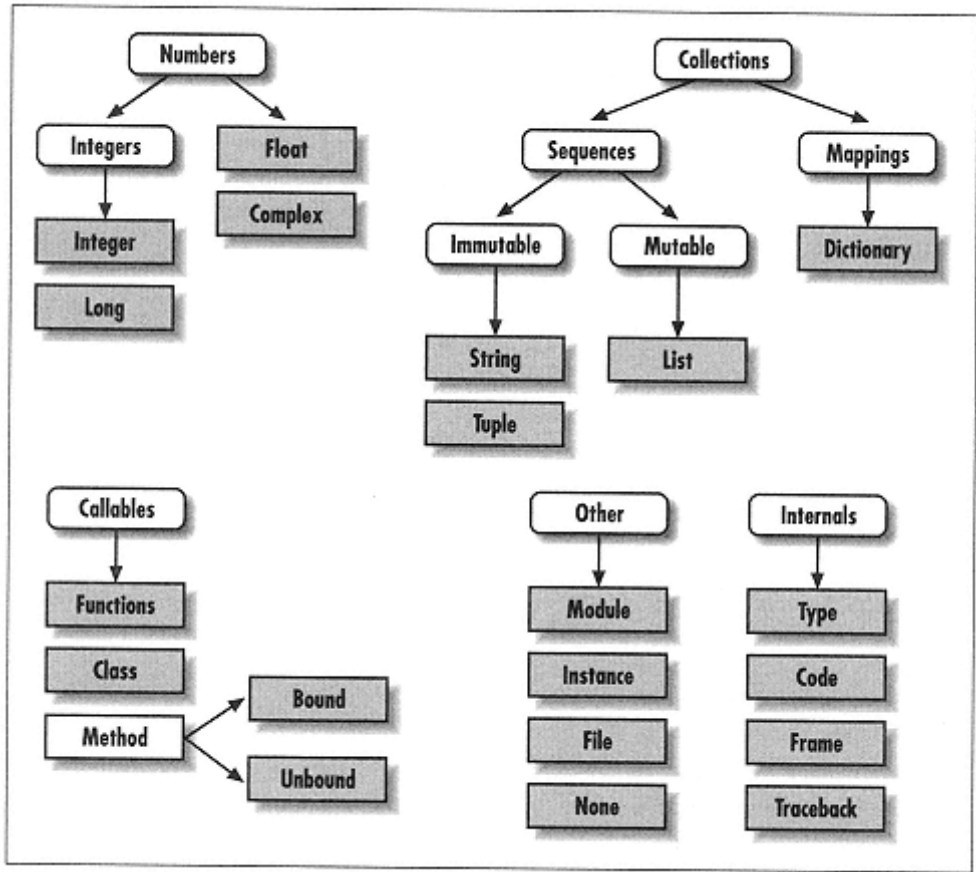 Numbers
Integers
Float
Complex
Integer
Long
Collections
Sequences
Mappings
Immutable
Mutable
Dictionary
String
List
Tuple
Callables
Functions
Class
Method
Bound
Unbound
Other
Module
Instance
File
None
Internals
Type
Code
Frame
Traceback